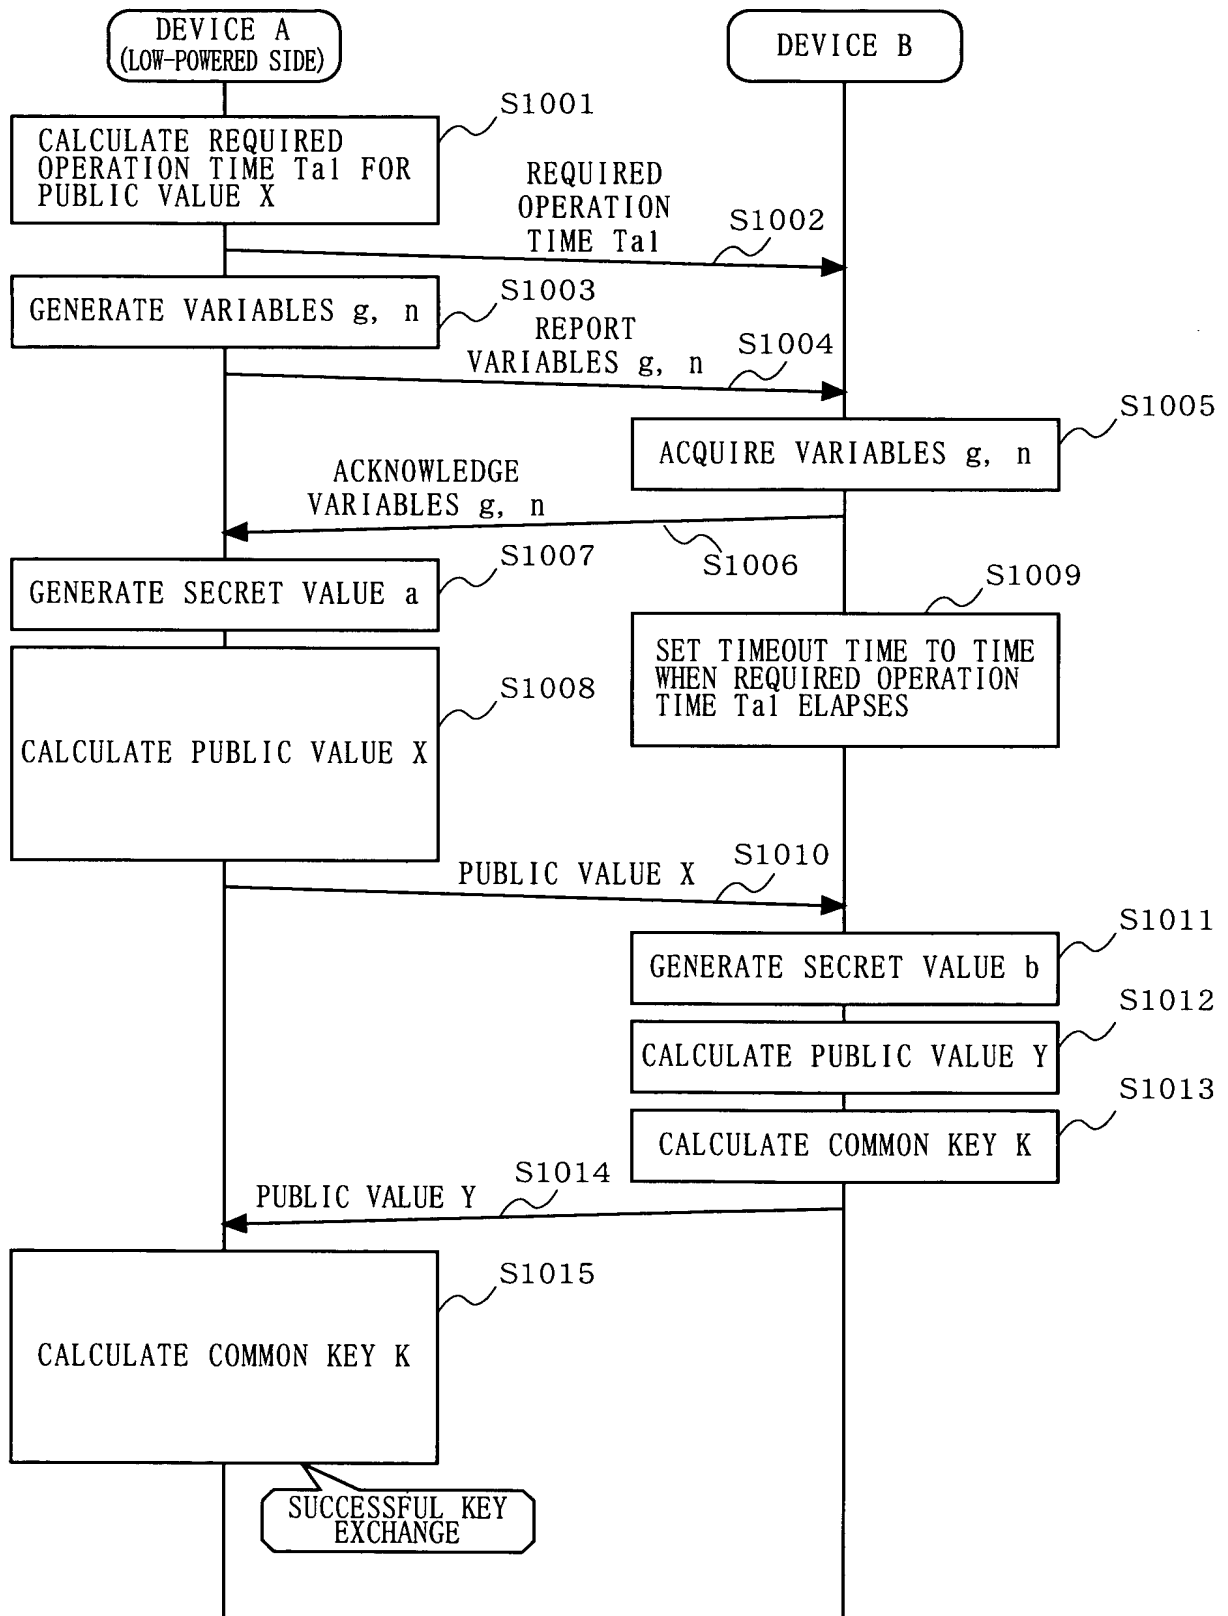 DEVICE A
(LOW-POWERED SIDE)
DEVICE B
S1001
CALCULATE REQUIRED
OPERATION TIME Ta1 FOR
PUBLIC VALUE X
REQUIRED
OPERATION
TIME Ta1
S1002
S1003
GENERATE VARIABLES g, n
REPORT
VARIABLES g, n
S1004
S1005
ACQUIRE VARIABLES g, n
ACKNOWLEDGE
VARIABLES g, n
S1006
S1007
GENERATE SECRET VALUE a
S1009
SET TIMEOUT TIME TO TIME
WHEN REQUIRED OPERATION
TIME Ta1 ELAPSES
S1008
CALCULATE PUBLIC VALUE X
S1010
PUBLIC VALUE X
S1011
GENERATE SECRET VALUE b
S1012
CALCULATE PUBLIC VALUE Y
S1013
CALCULATE COMMON KEY K
S1014
PUBLIC VALUE Y
S1015
CALCULATE COMMON KEY K
SUCCESSFUL KEY
EXCHANGE